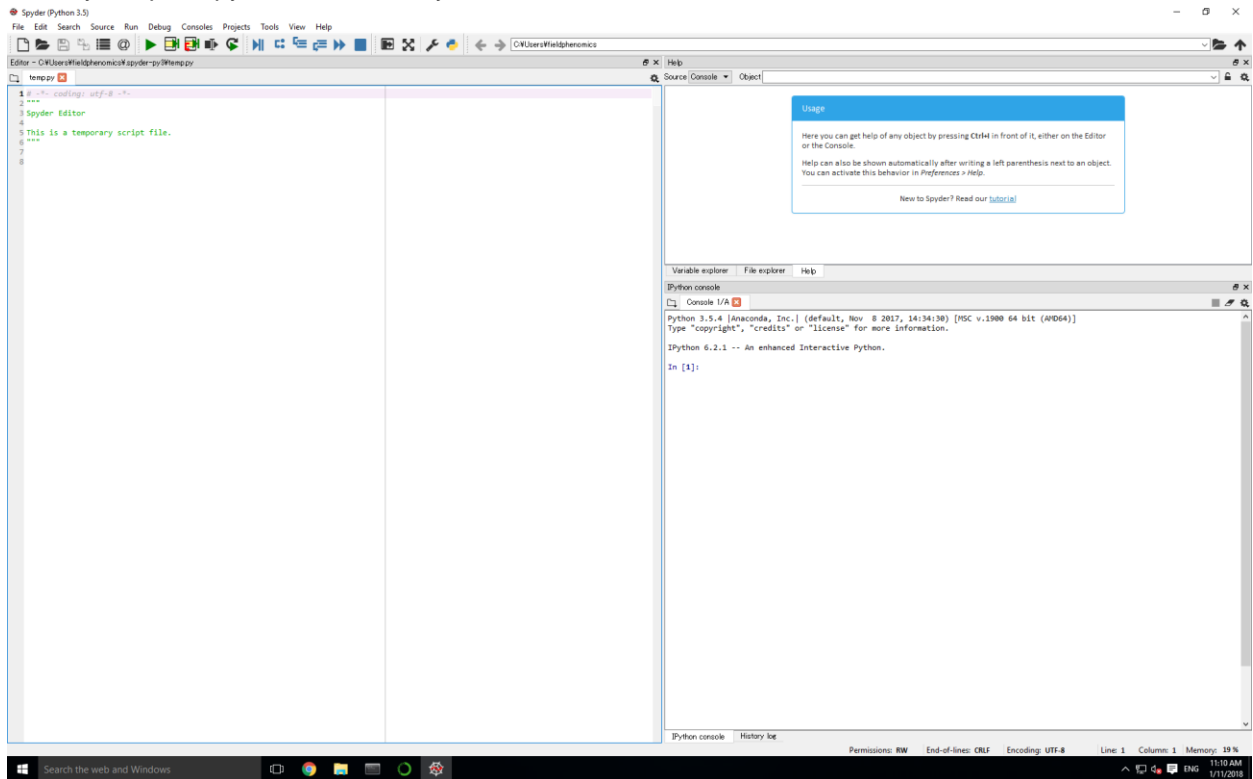 Spyder (Python 3.5)
File Edit Search Source Run Debug Consoles Projects Tools View Help
C:¥Users¥fieldphenomics
Editor - C:¥Users¥fieldphenomics¥.spyder-py3¥temp.py
temp.py
1 # -*- coding: utf-8 -*-
2 """
3 Spyder Editor
4
5 This is a temporary script file.
6 """
7
8
Help
Source Console Object
Usage
Here you can get help of any object by pressing Ctrl+I in front of it, either on the Editor
or the Console.
Help can also be shown automatically after writing a left parenthesis next to an object.
You can activate this behavior in Preferences > Help.
New to Spyder? Read our tutorial
Variable explorer File explorer Help
IPython console
Console 1/A
Python 3.5.4 |Anaconda, Inc.| (default, Nov  8 2017, 14:34:30) [MSC v.1900 64 bit (AMD64)]
Type "copyright", "credits" or "license" for more information.
IPython 6.2.1 -- An enhanced Interactive Python.
In [1]:
IPython console History log
Permissions: RW End-of-lines: CRLF Encoding: UTF-8 Line: 1 Column: 1 Memory: 19 %
Search the web and Windows
ENG
11:10 AM
1/11/2018